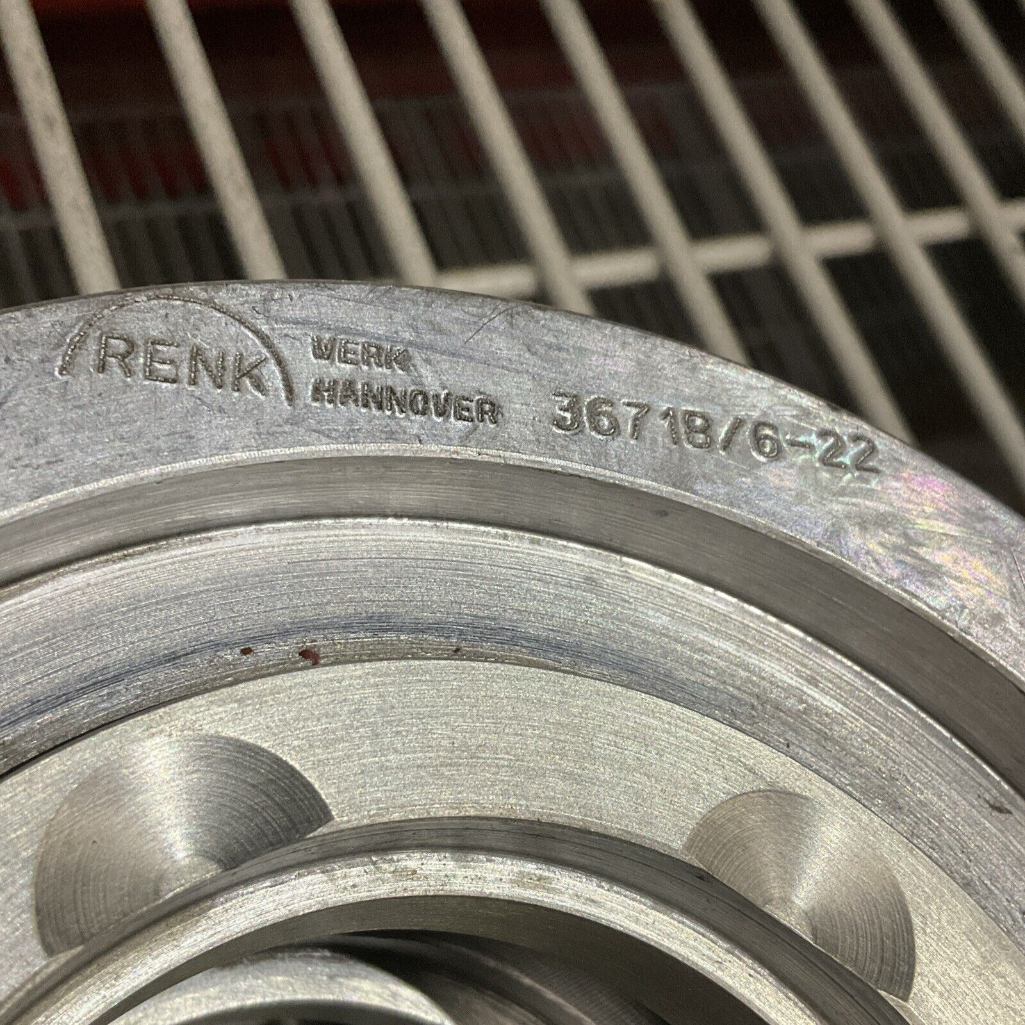 RENK
WERK
HANNOVER
36718/6-22